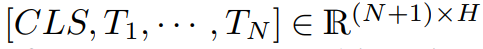 [CLS, T_1, ⋯ , T_N] ∈ ℝ^{(N+1)×H}